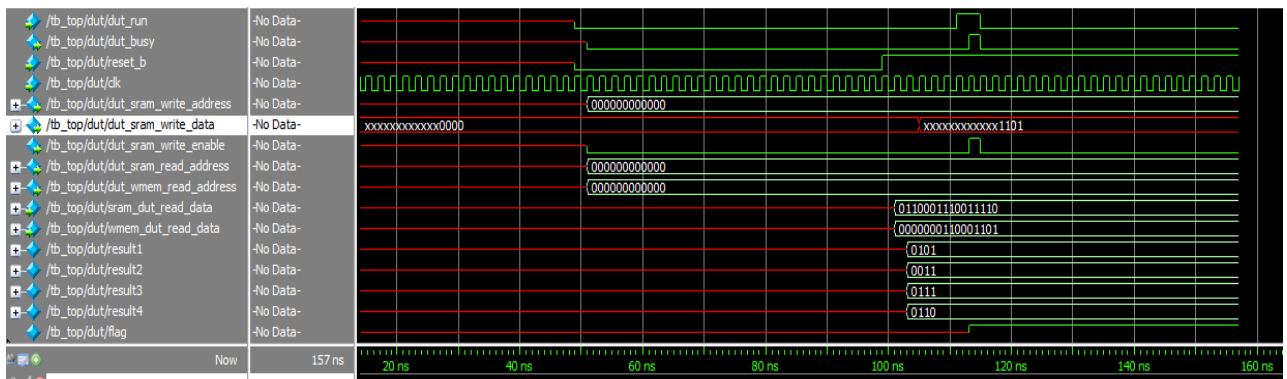 /tb_top/dut/dut_run -No Data-
/tb_top/dut/dut_busy -No Data-
/tb_top/dut/reset_b -No Data-
/tb_top/dut/clk -No Data-
/tb_top/dut/dut_sram_write_address -No Data- 000000000000
/tb_top/dut/dut_sram_write_data -No Data- xxxxxxxxxxxx0000 xxxxxxxxxxxx1101
/tb_top/dut/dut_sram_write_enable -No Data-
/tb_top/dut/dut_sram_read_address -No Data- 000000000000
/tb_top/dut/dut_wmem_read_address -No Data- 000000000000
/tb_top/dut/sram_dut_read_data -No Data- 0110001110011110
/tb_top/dut/wmem_dut_read_data -No Data- 0000000110001101
/tb_top/dut/result1 -No Data- 0101
/tb_top/dut/result2 -No Data- 0011
/tb_top/dut/result3 -No Data- 0111
/tb_top/dut/result4 -No Data- 0110
/tb_top/dut/flag -No Data-
Now 157 ns 20 ns 40 ns 60 ns 80 ns 100 ns 120 ns 140 ns 160 ns